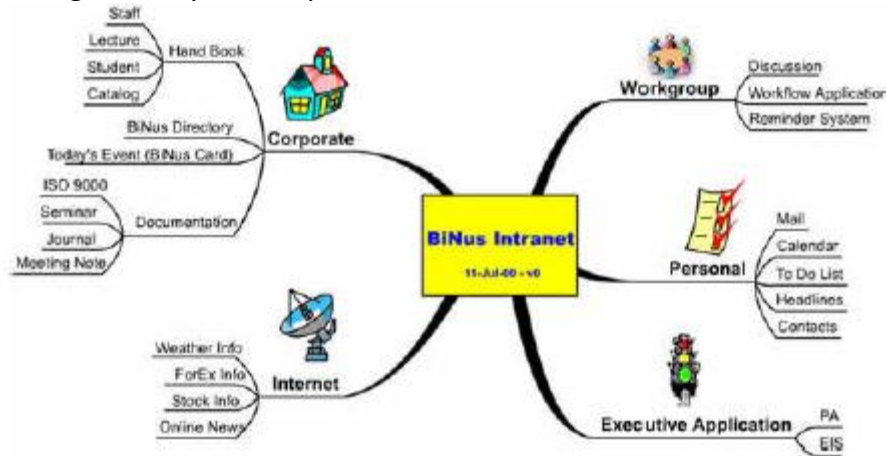 Staff
Lecture
Student
Catalog
Hand Book
BiNus Directory
Today's Event (BiNus Card)
Corporate
ISO 9000
Seminar
Journal
Meeting Note
Documentation
Weather Info
ForEx Info
Stock Info
Online News
Internet
BiNus Intranet
11-Jul-00 - v0
Workgroup
Discussion
Workflow Application
Reminder System
Personal
Mail
Calendar
To Do List
Headlines
Contacts
Executive Application
PA
EIS